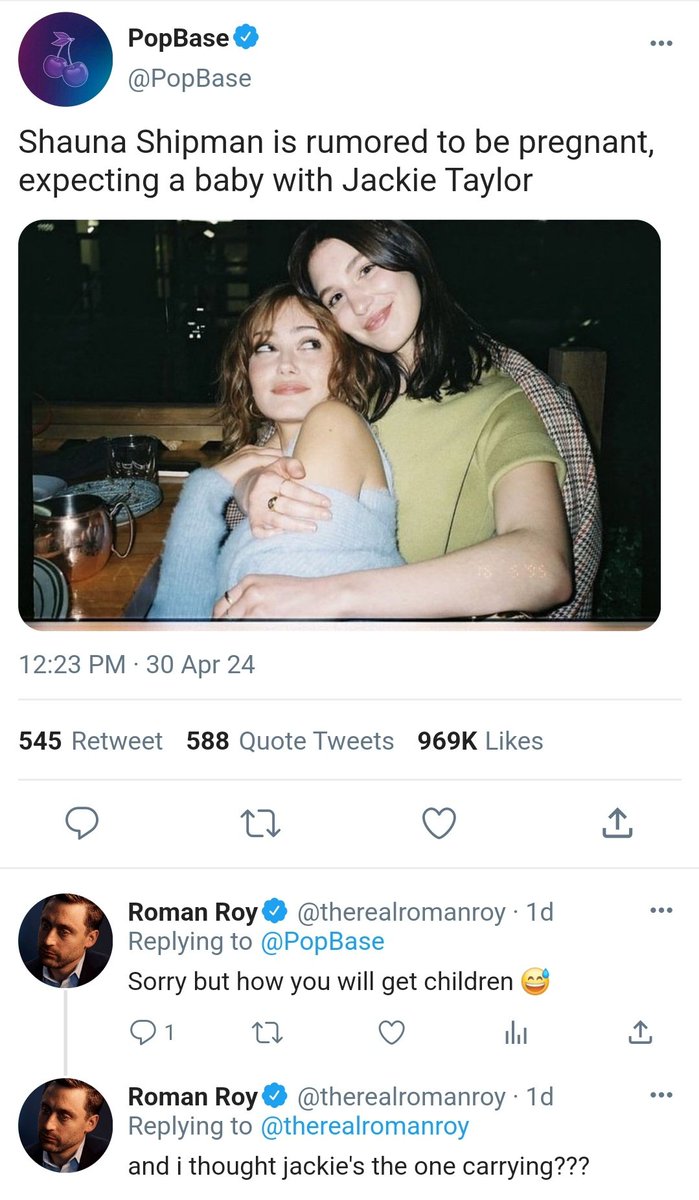 PopBase
@PopBase
Shauna Shipman is rumored to be pregnant,
expecting a baby with Jackie Taylor
12:23 PM · 30 Apr 24
545 Retweet 588 Quote Tweets 969K Likes
Roman Roy @therealromanroy · 1d
Replying to @PopBase
Sorry but how you will get children 😅
1
Roman Roy @therealromanroy · 1d
Replying to @therealromanroy
and i thought jackie's the one carrying???